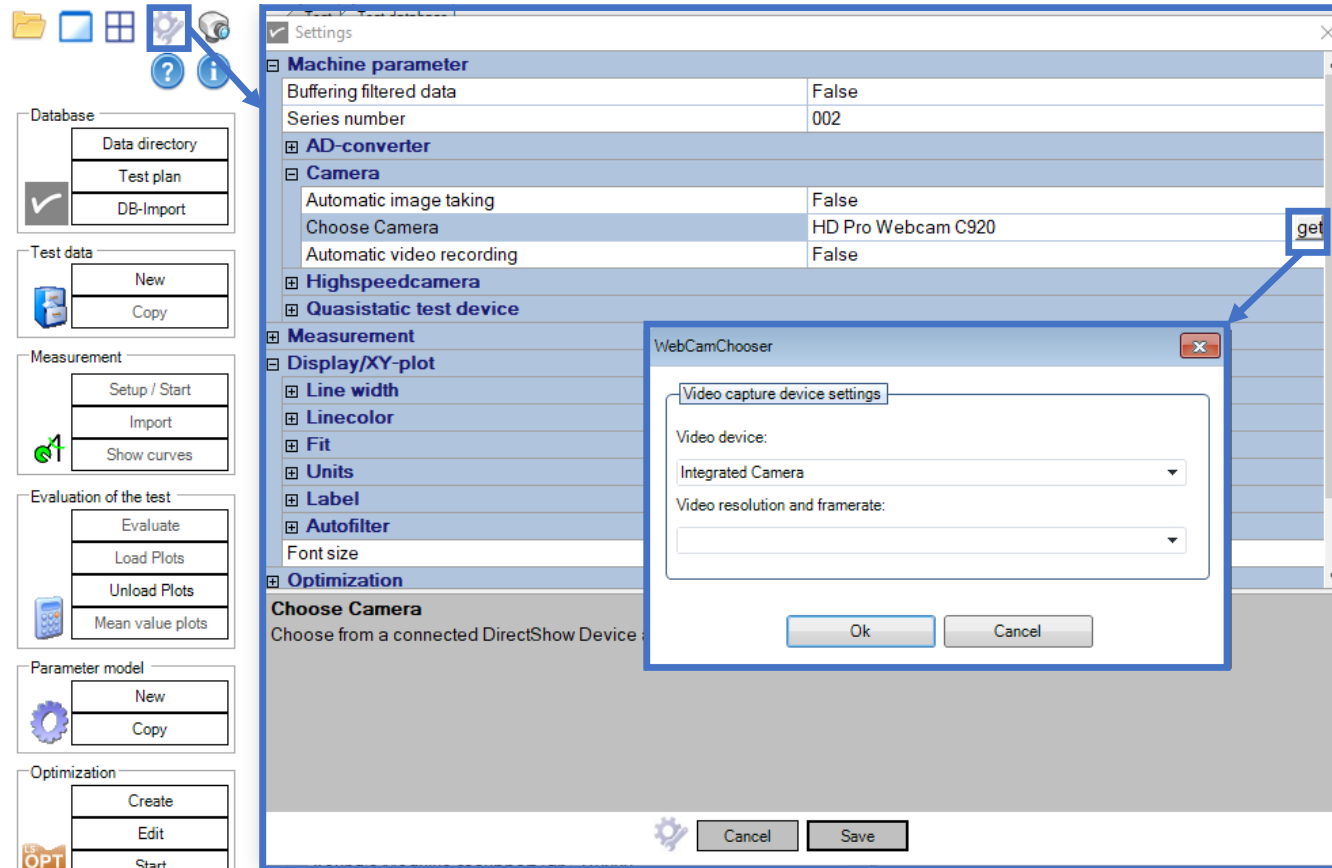 Test Test database
Settings
Machine parameter
Buffering filtered data False
Series number 002
AD-converter
Camera
Automatic image taking False
Choose Camera HD Pro Webcam C920 get
Automatic video recording False
Highspeedcamera
Quasistatic test device
Measurement
Display/XY-plot
Line width
Linecolor
Fit
Units
Label
Autofilter
Font size
Optimization
Choose Camera
Choose from a connected DirectShow Device
Cancel Save
WebCamChooser
Video capture device settings
Video device:
Integrated Camera
Video resolution and framerate:
Ok Cancel
Database
Data directory
Test plan
DB-Import
Test data
New
Copy
Measurement
Setup / Start
Import
Show curves
Evaluation of the test
Evaluate
Load Plots
Unload Plots
Mean value plots
Parameter model
New
Copy
Optimization
Create
Edit
Start
LS
OPT